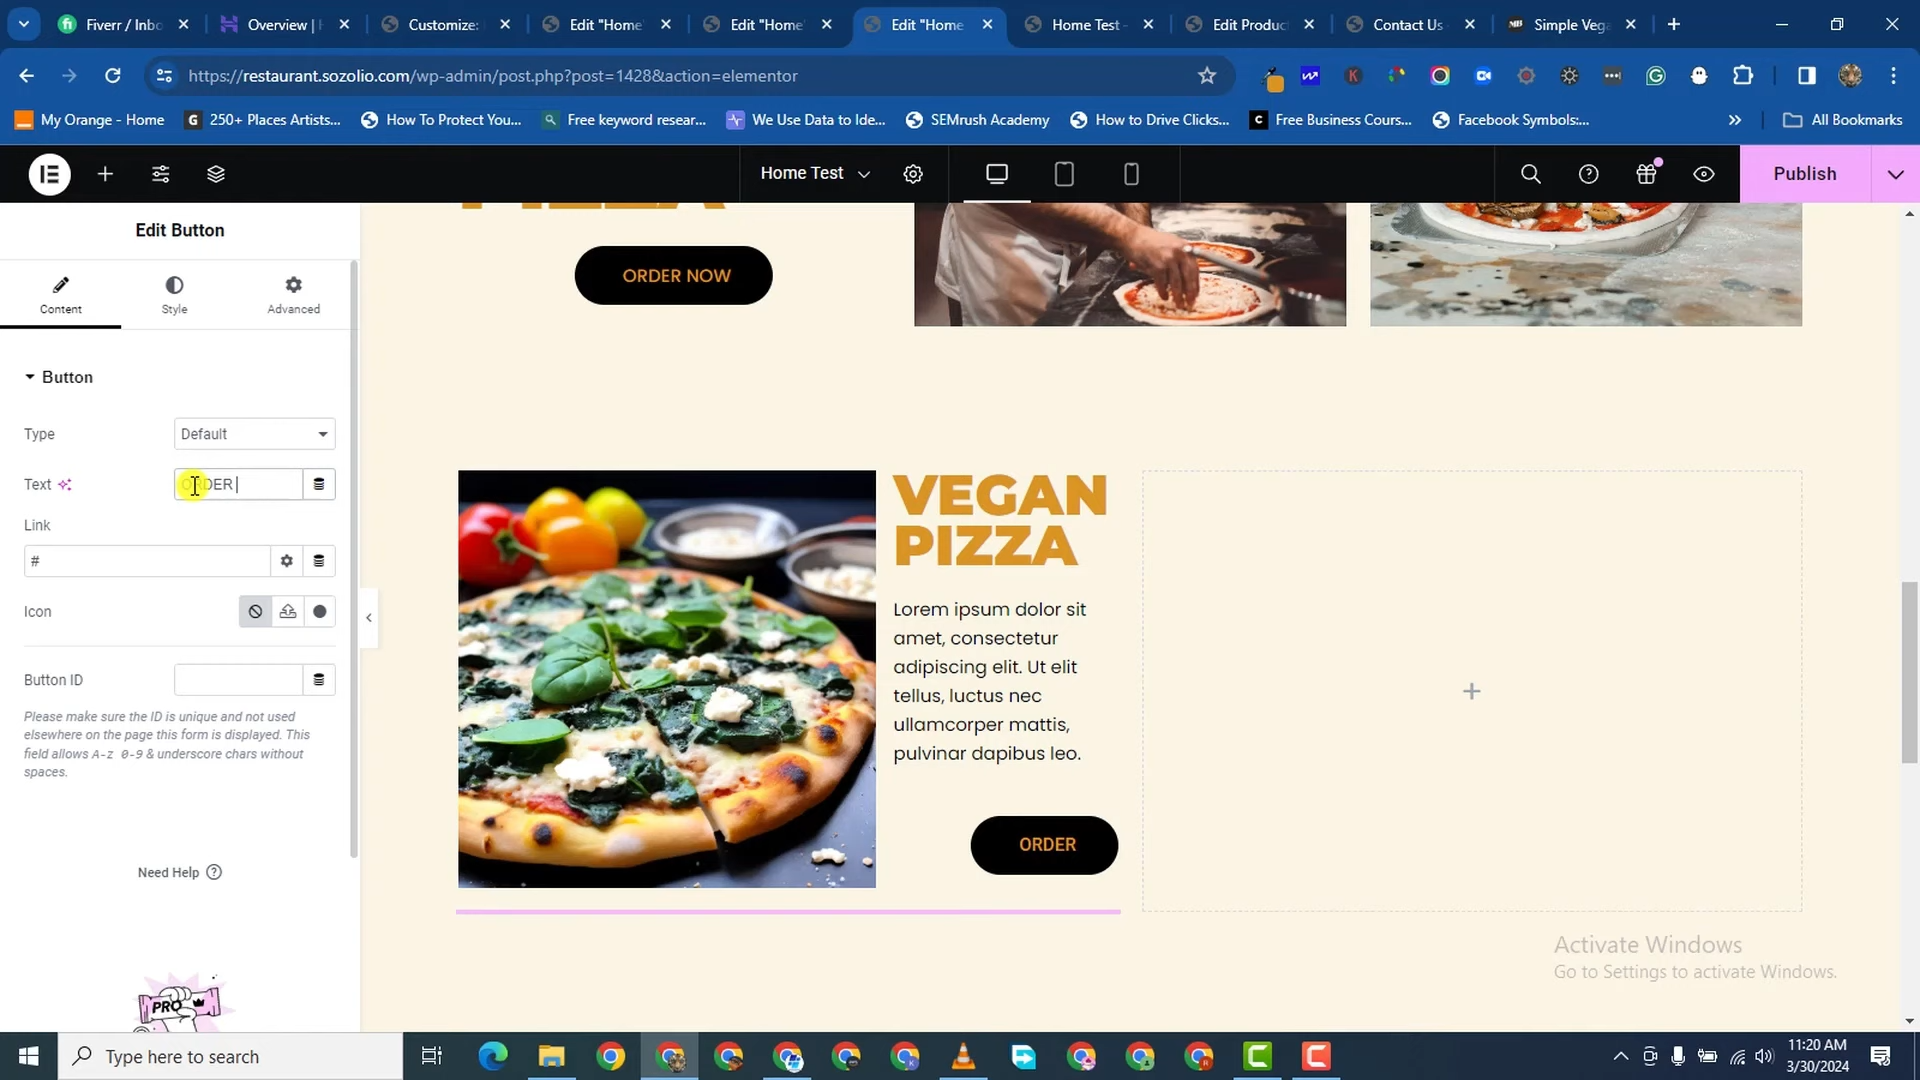 Fiverr / Inbo
Overview | H
Customize:
Edit "Home"
Edit "Home"
Edit "Home
Home Test -
Edit Produc
Contact Us
MB Simple Vega
https://restaurant.sozolio.com/wp-admin/post.php?post=1428&action=elementor
My Orange - Home
250+ Places Artists...
How To Protect You...
Free keyword resear...
We Use Data to Ide...
SEMrush Academy
How to Drive Clicks...
Free Business Cours...
Facebook Symbols:...
»
All Bookmarks
Home Test
Publish
Edit Button
PIZZA
Content
Style
Advanced
ORDER NOW
Button
Type
Default
Text
ORDER
Link
#
Icon
Button ID
Please make sure the ID is unique and not used
elsewhere on the page this form is displayed. This
field allows A-z 0-9 & underscore chars without
spaces.
Need Help
PRO
VEGAN
PIZZA
Lorem ipsum dolor sit
amet, consectetur
adipiscing elit. Ut elit
tellus, luctus nec
ullamcorper mattis,
pulvinar dapibus leo.
ORDER
+
Activate Windows
Go to Settings to activate Windows.
Type here to search
11:20 AM
3/30/2024